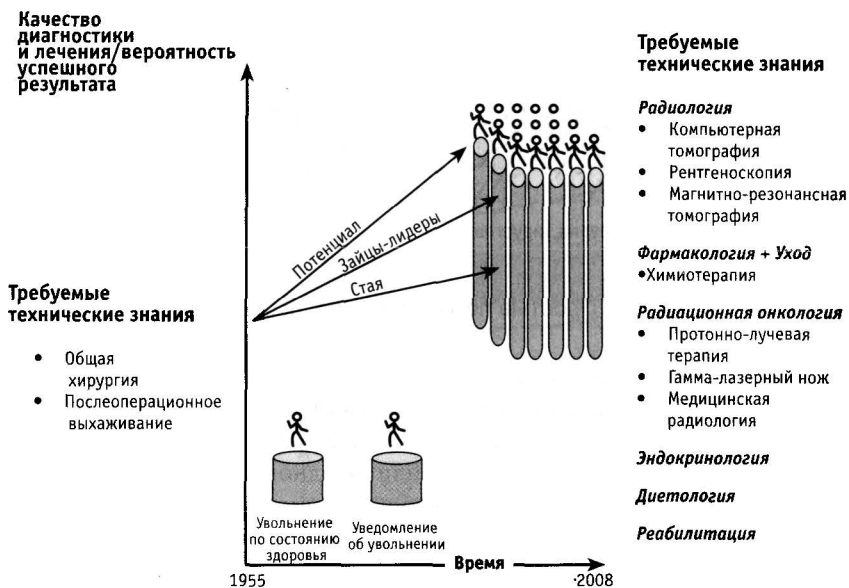 Качество
диагностики
и лечения/вероятность
успешного
результата
Требуемые
технические знания
• Общая
хирургия
• Послеоперационное
выхаживание
Потенциал
Зайцы-лидеры
Стая
Увольнение
по состоянию
здоровья
Уведомление
об увольнении
1955
Время
·2008
Требуемые
технические знания
Радиология
• Компьютерная
томография
• Рентгеноскопия
• Магнитно-резонансная
томография
Фармакология + Уход
•Химиотерапия
Радиационная онкология
• Протонно-лучевая
терапия
• Гамма-лазерный нож
• Медицинская
радиология
Эндокринология
Диетология
Реабилитация